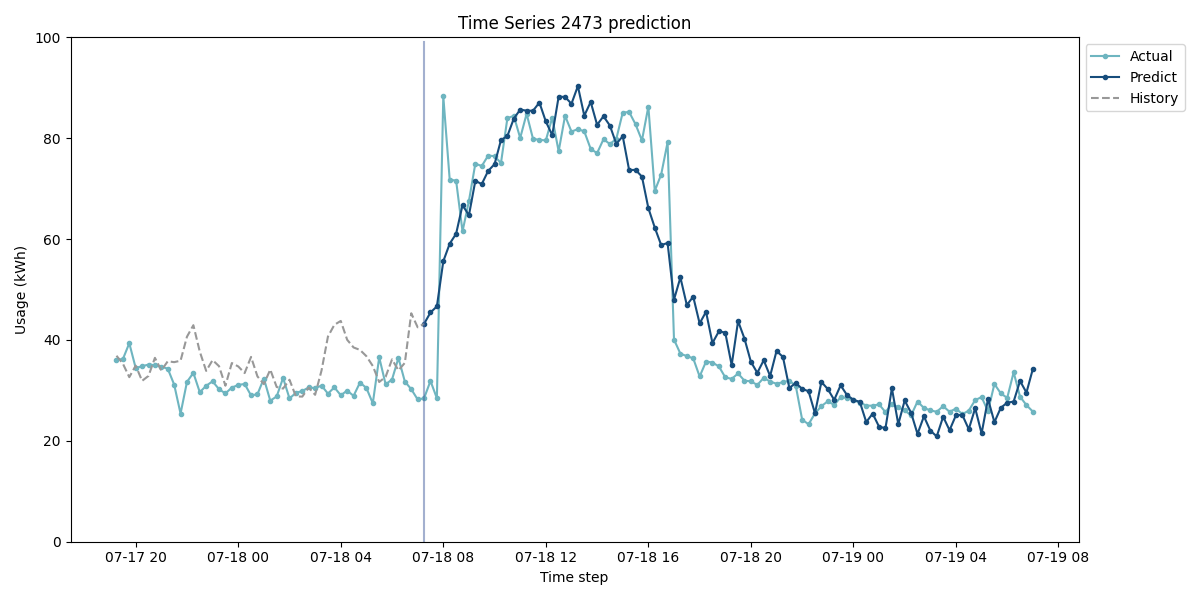 Time Series 2473 prediction
100
80
60
40
20
0
Usage (kWh)
07-17 20
07-18 00
07-18 04
07-18 08
07-18 12
07-18 16
07-18 20
07-19 00
07-19 04
07-19 08
Time step
Actual
Predict
History